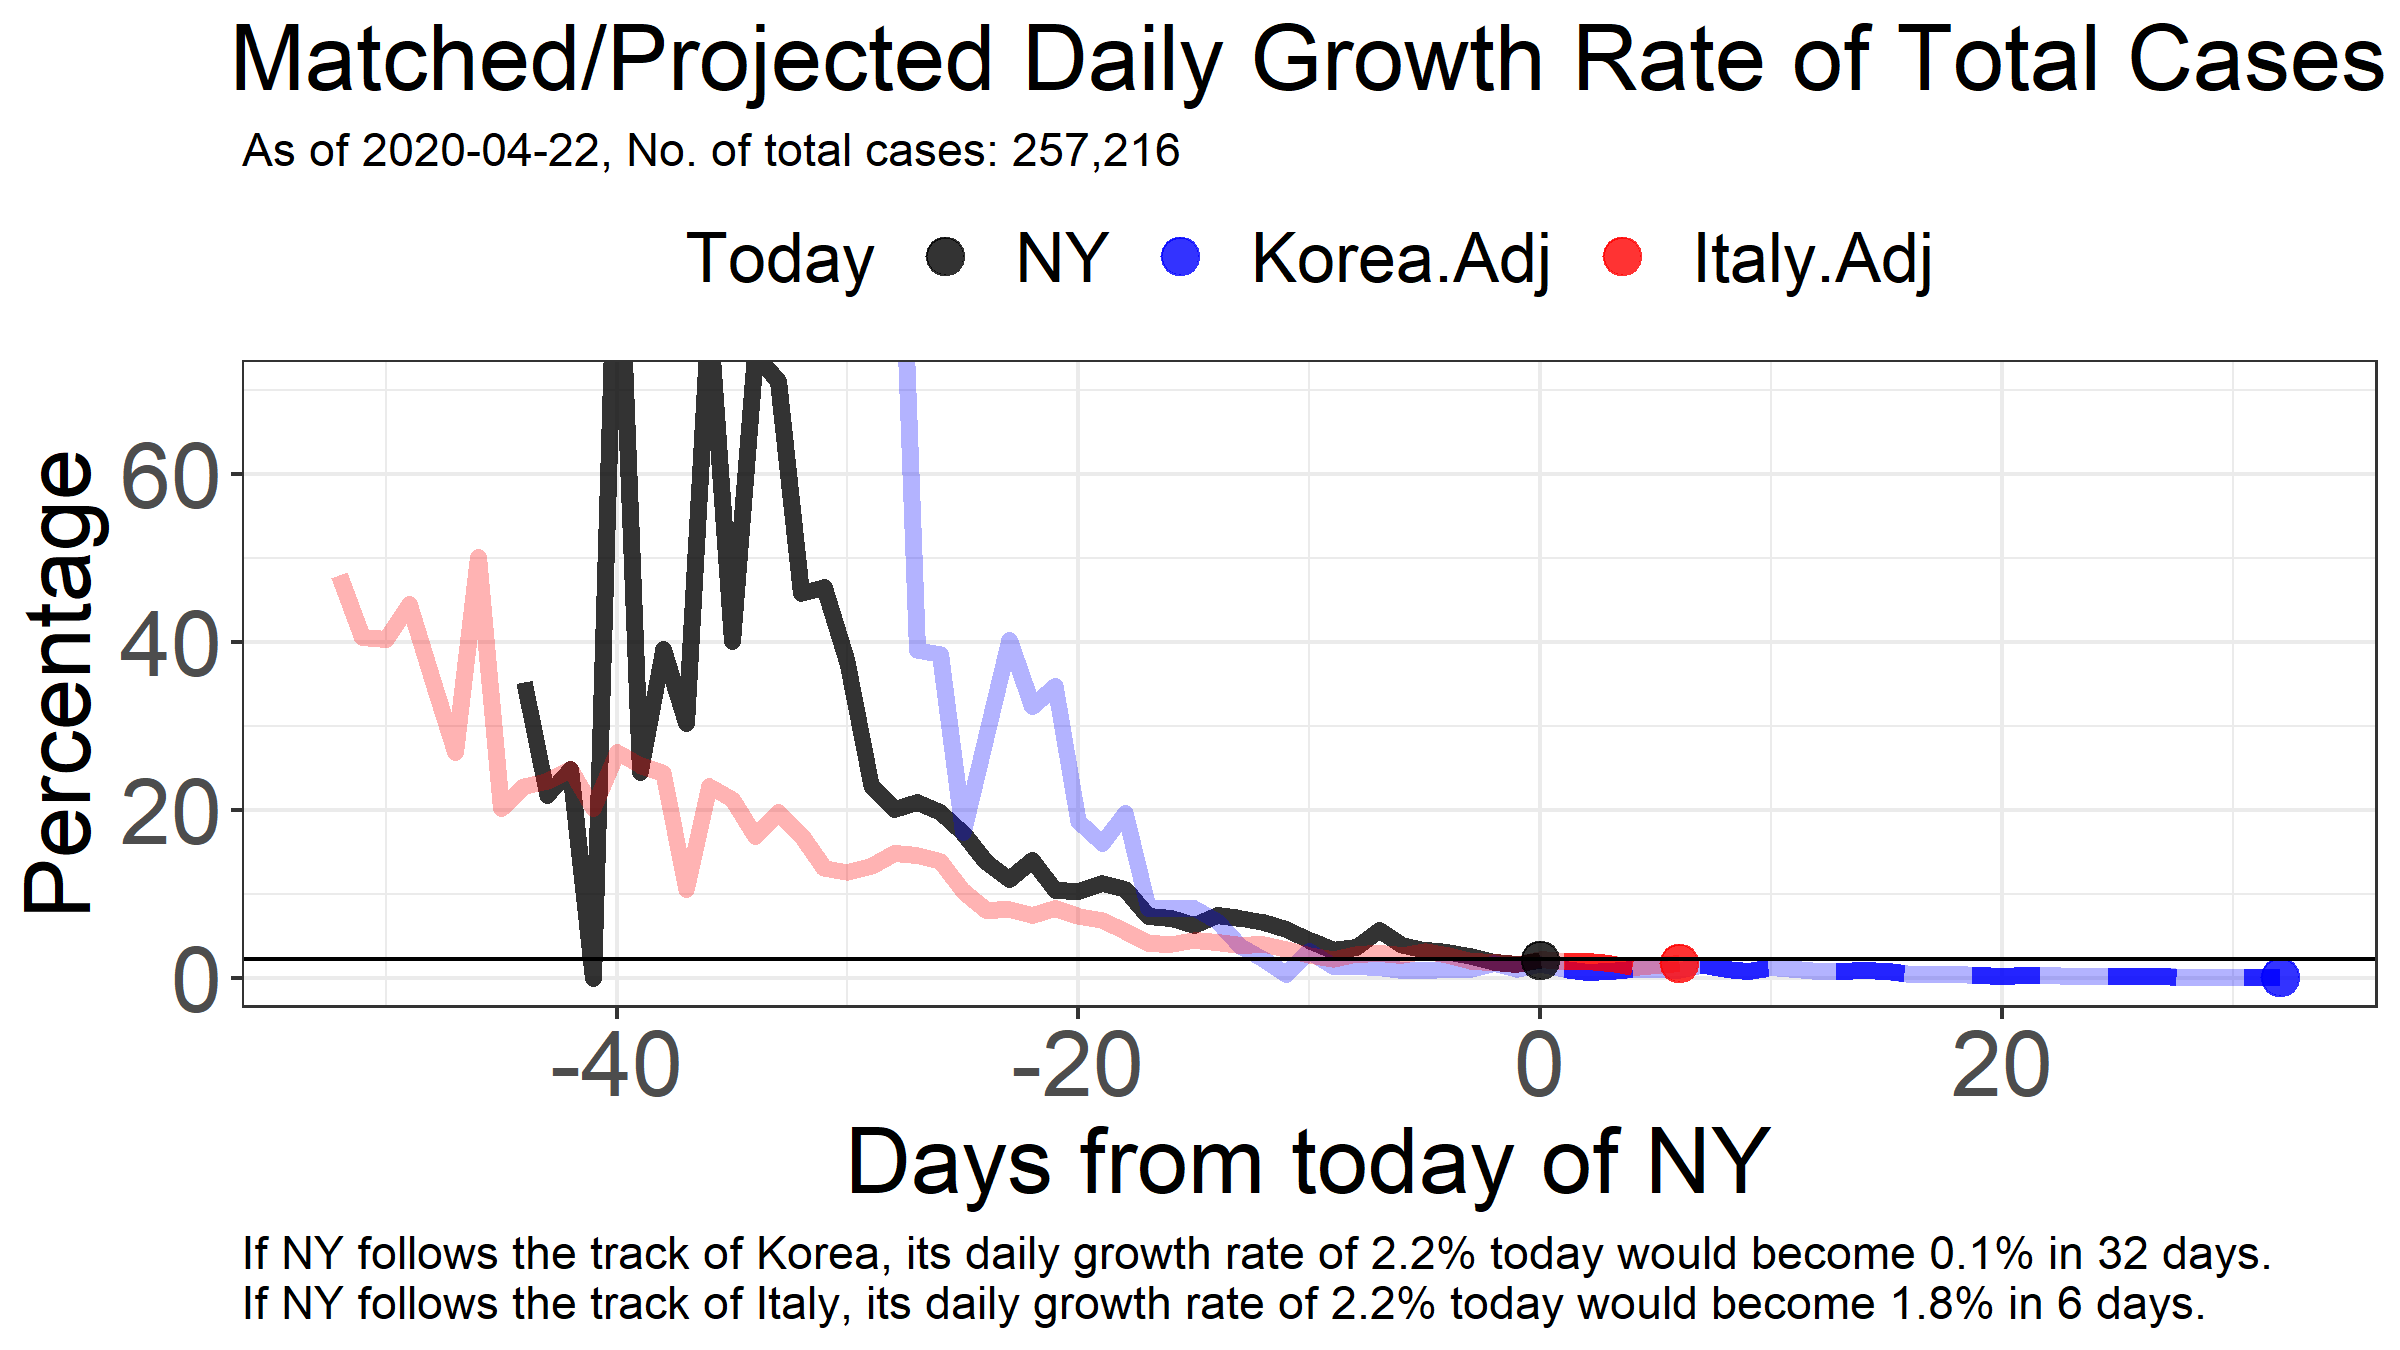 Matched/Projected Daily Growth Rate of Total Cases
As of 2020-04-22, No. of total cases: 257,216
Today NY Korea.Adj Italy.Adj
Percentage
60
40
20
0
-40 -20 0 20
Days from today of NY
If NY follows the track of Korea, its daily growth rate of 2.2% today would become 0.1% in 32 days.
If NY follows the track of Italy, its daily growth rate of 2.2% today would become 1.8% in 6 days.